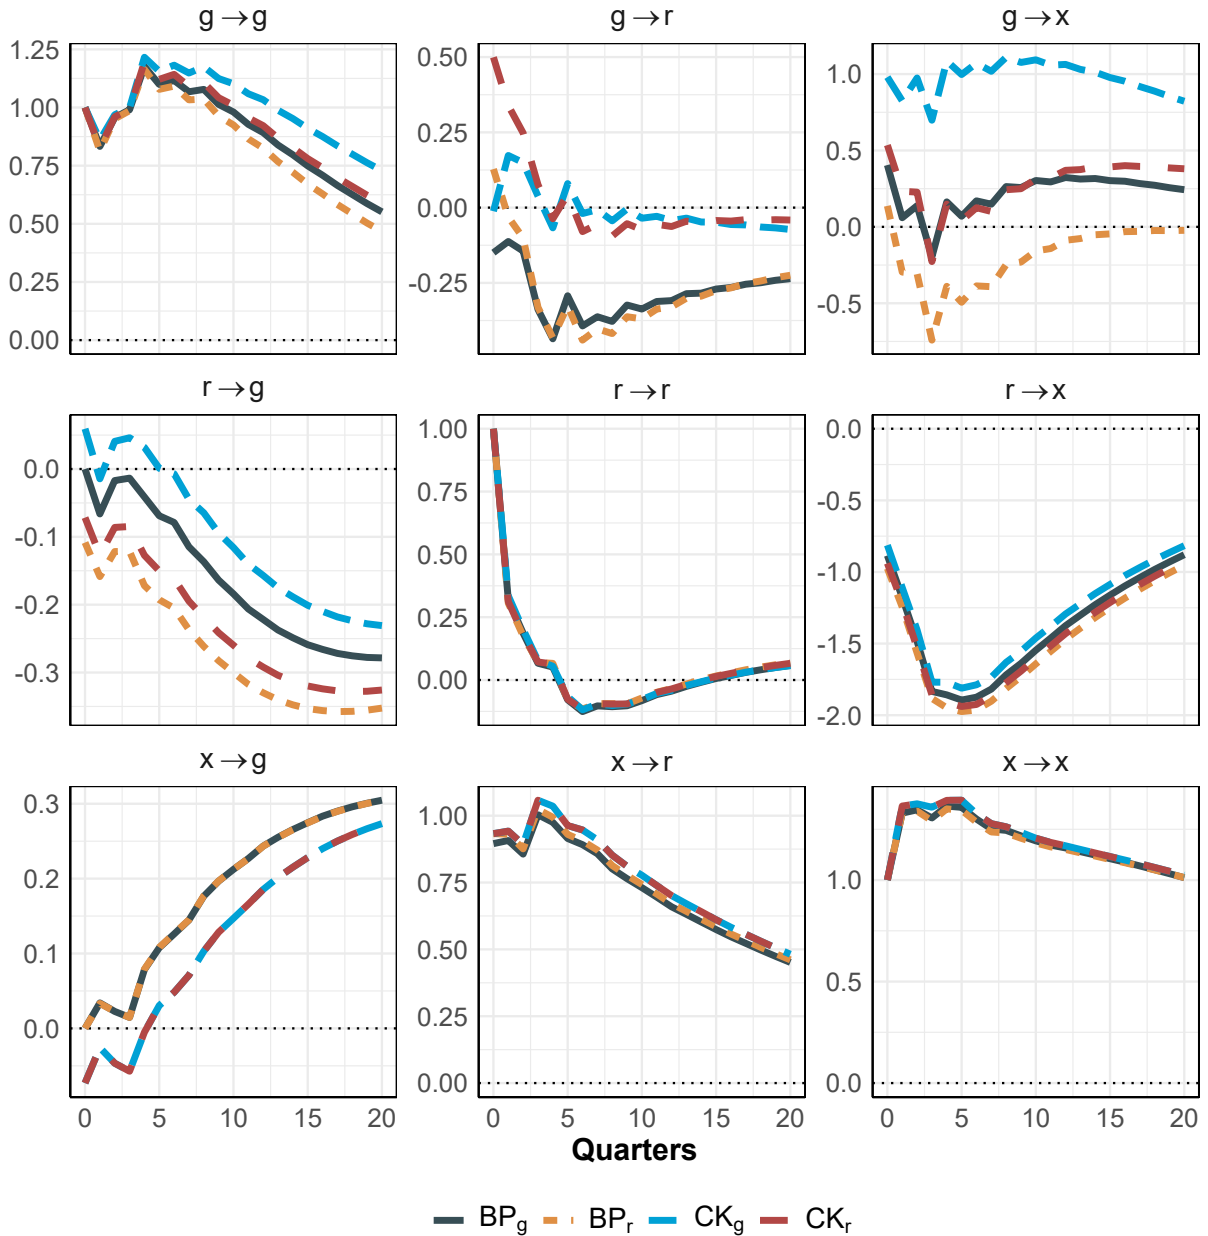 g → g g → r g → x
1.25 0.50 1.0
1.00 0.25 0.5
0.75 0.00 0.0
0.50 -0.25 -0.5
0.25
0.00
r → g r → r r → x
0.0 1.00 0.0
-0.1 0.75 -0.5
-0.2 0.50 -1.0
-0.3 0.25 -1.5
0.00 -2.0
x → g x → r x → x
0.3 1.00 1.0
0.2 0.75 0.5
0.1 0.50 0.0
0.0 0.25
0.00
0 5 10 15 20 0 5 10 15 20 0 5 10 15 20
Quarters
BPg BPr CKg CKr